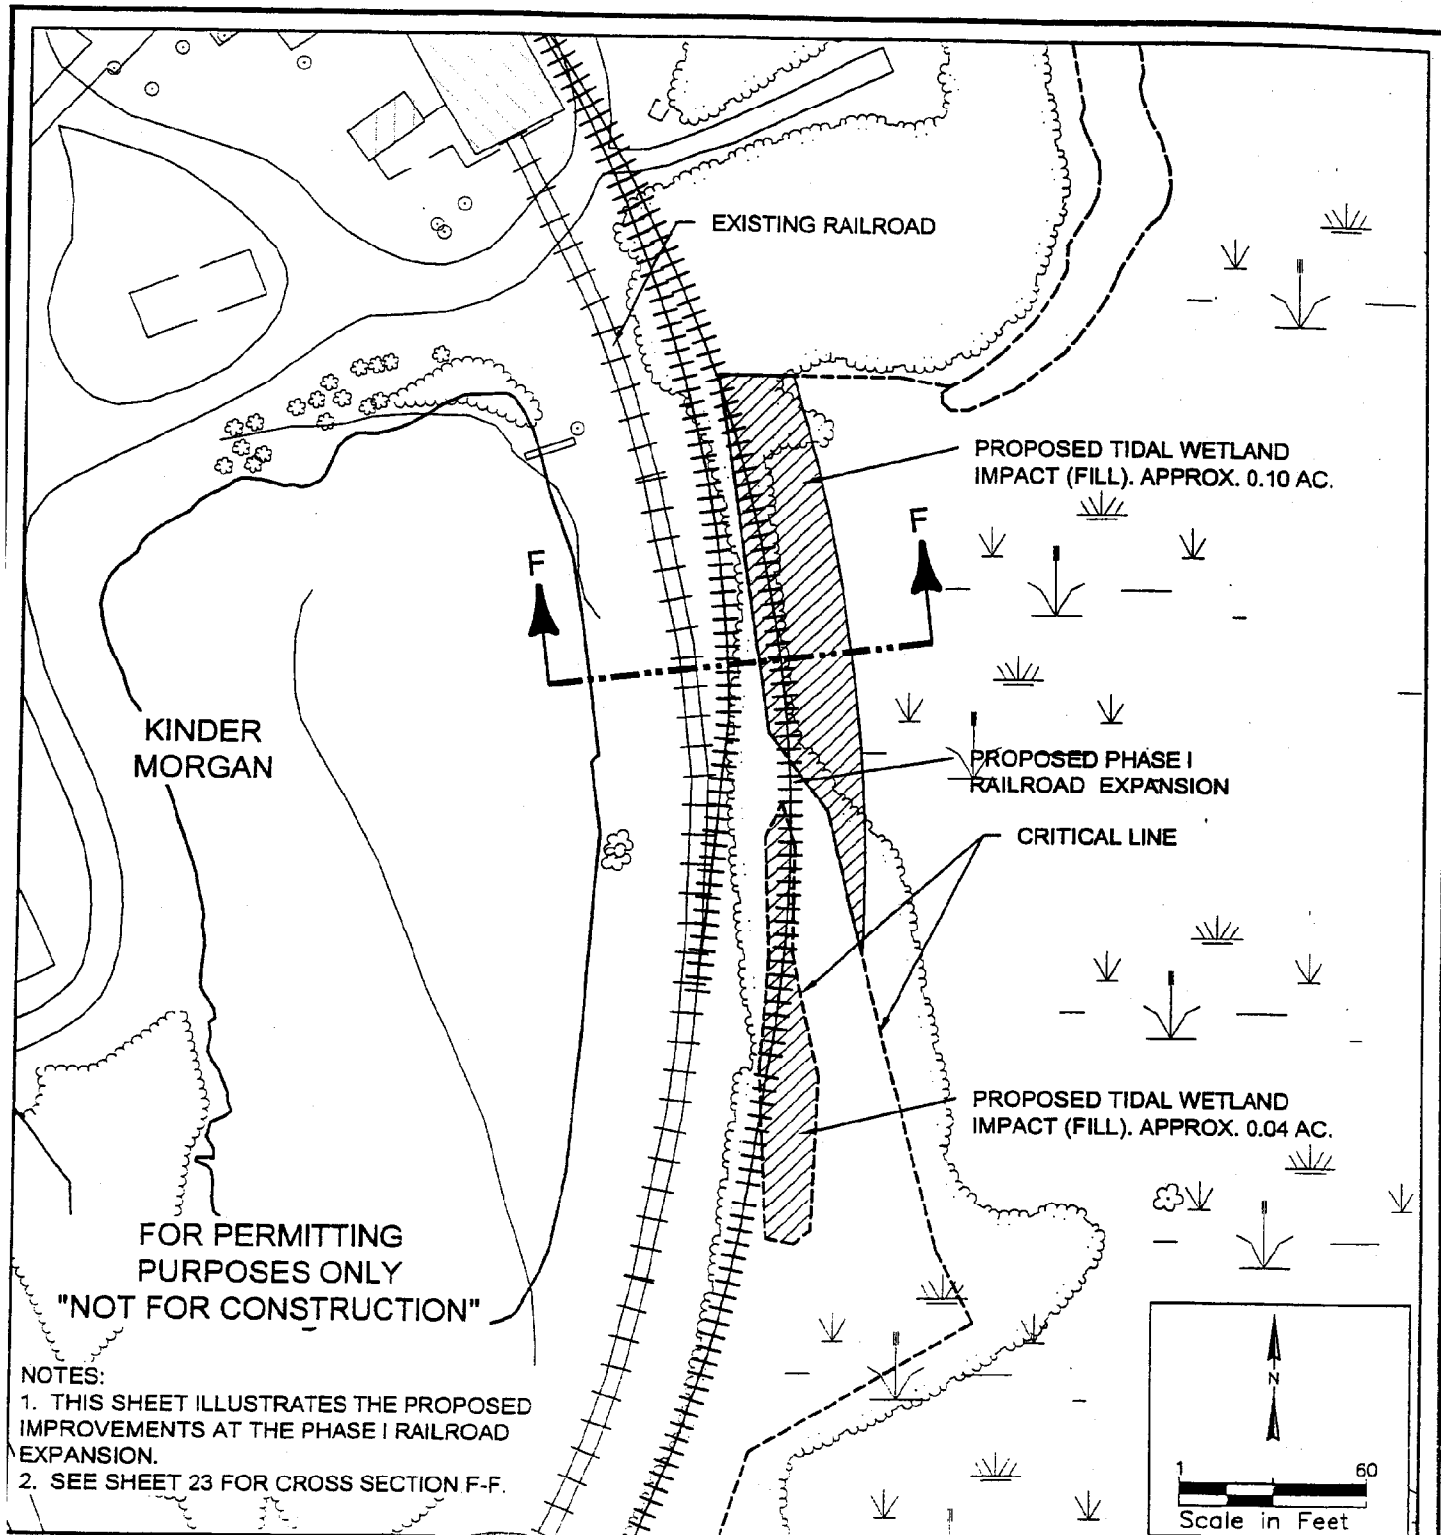 EXISTING RAILROAD
PROPOSED TIDAL WETLAND
IMPACT (FILL). APPROX. 0.10 AC.
F
F
KINDER
MORGAN
PROPOSED PHASE I
RAILROAD EXPANSION
CRITICAL LINE
PROPOSED TIDAL WETLAND
IMPACT (FILL). APPROX. 0.04 AC.
FOR PERMITTING
PURPOSES ONLY
"NOT FOR CONSTRUCTION"
NOTES:
1. THIS SHEET ILLUSTRATES THE PROPOSED
IMPROVEMENTS AT THE PHASE I RAILROAD
EXPANSION.
2. SEE SHEET 23 FOR CROSS SECTION F-F.
N
1 60
Scale in Feet